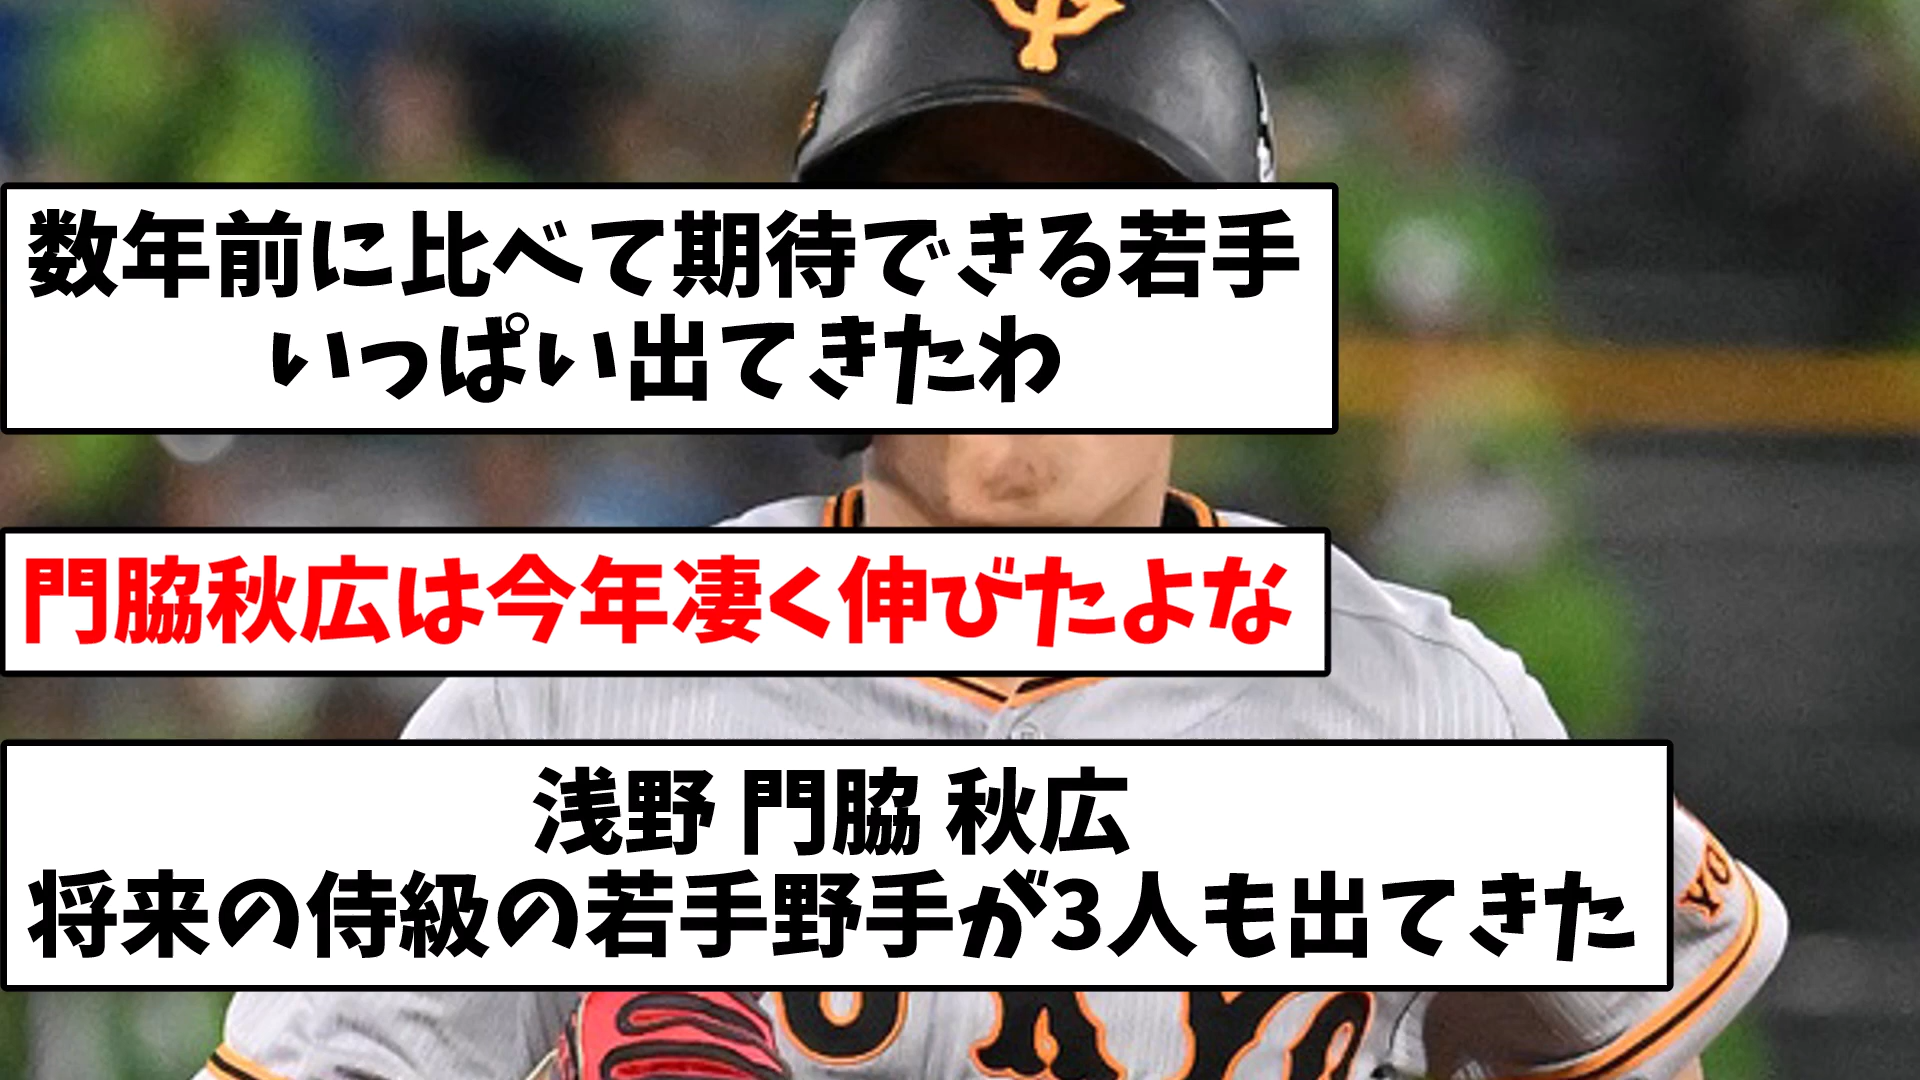 数年前に比べて期待できる若手
いっぱい出てきたわ
門脇秋広は今年凄く伸びたよな
浅野 門脇 秋広
将来の侍級の若手野手が3人も出てきた
YO
OKYO